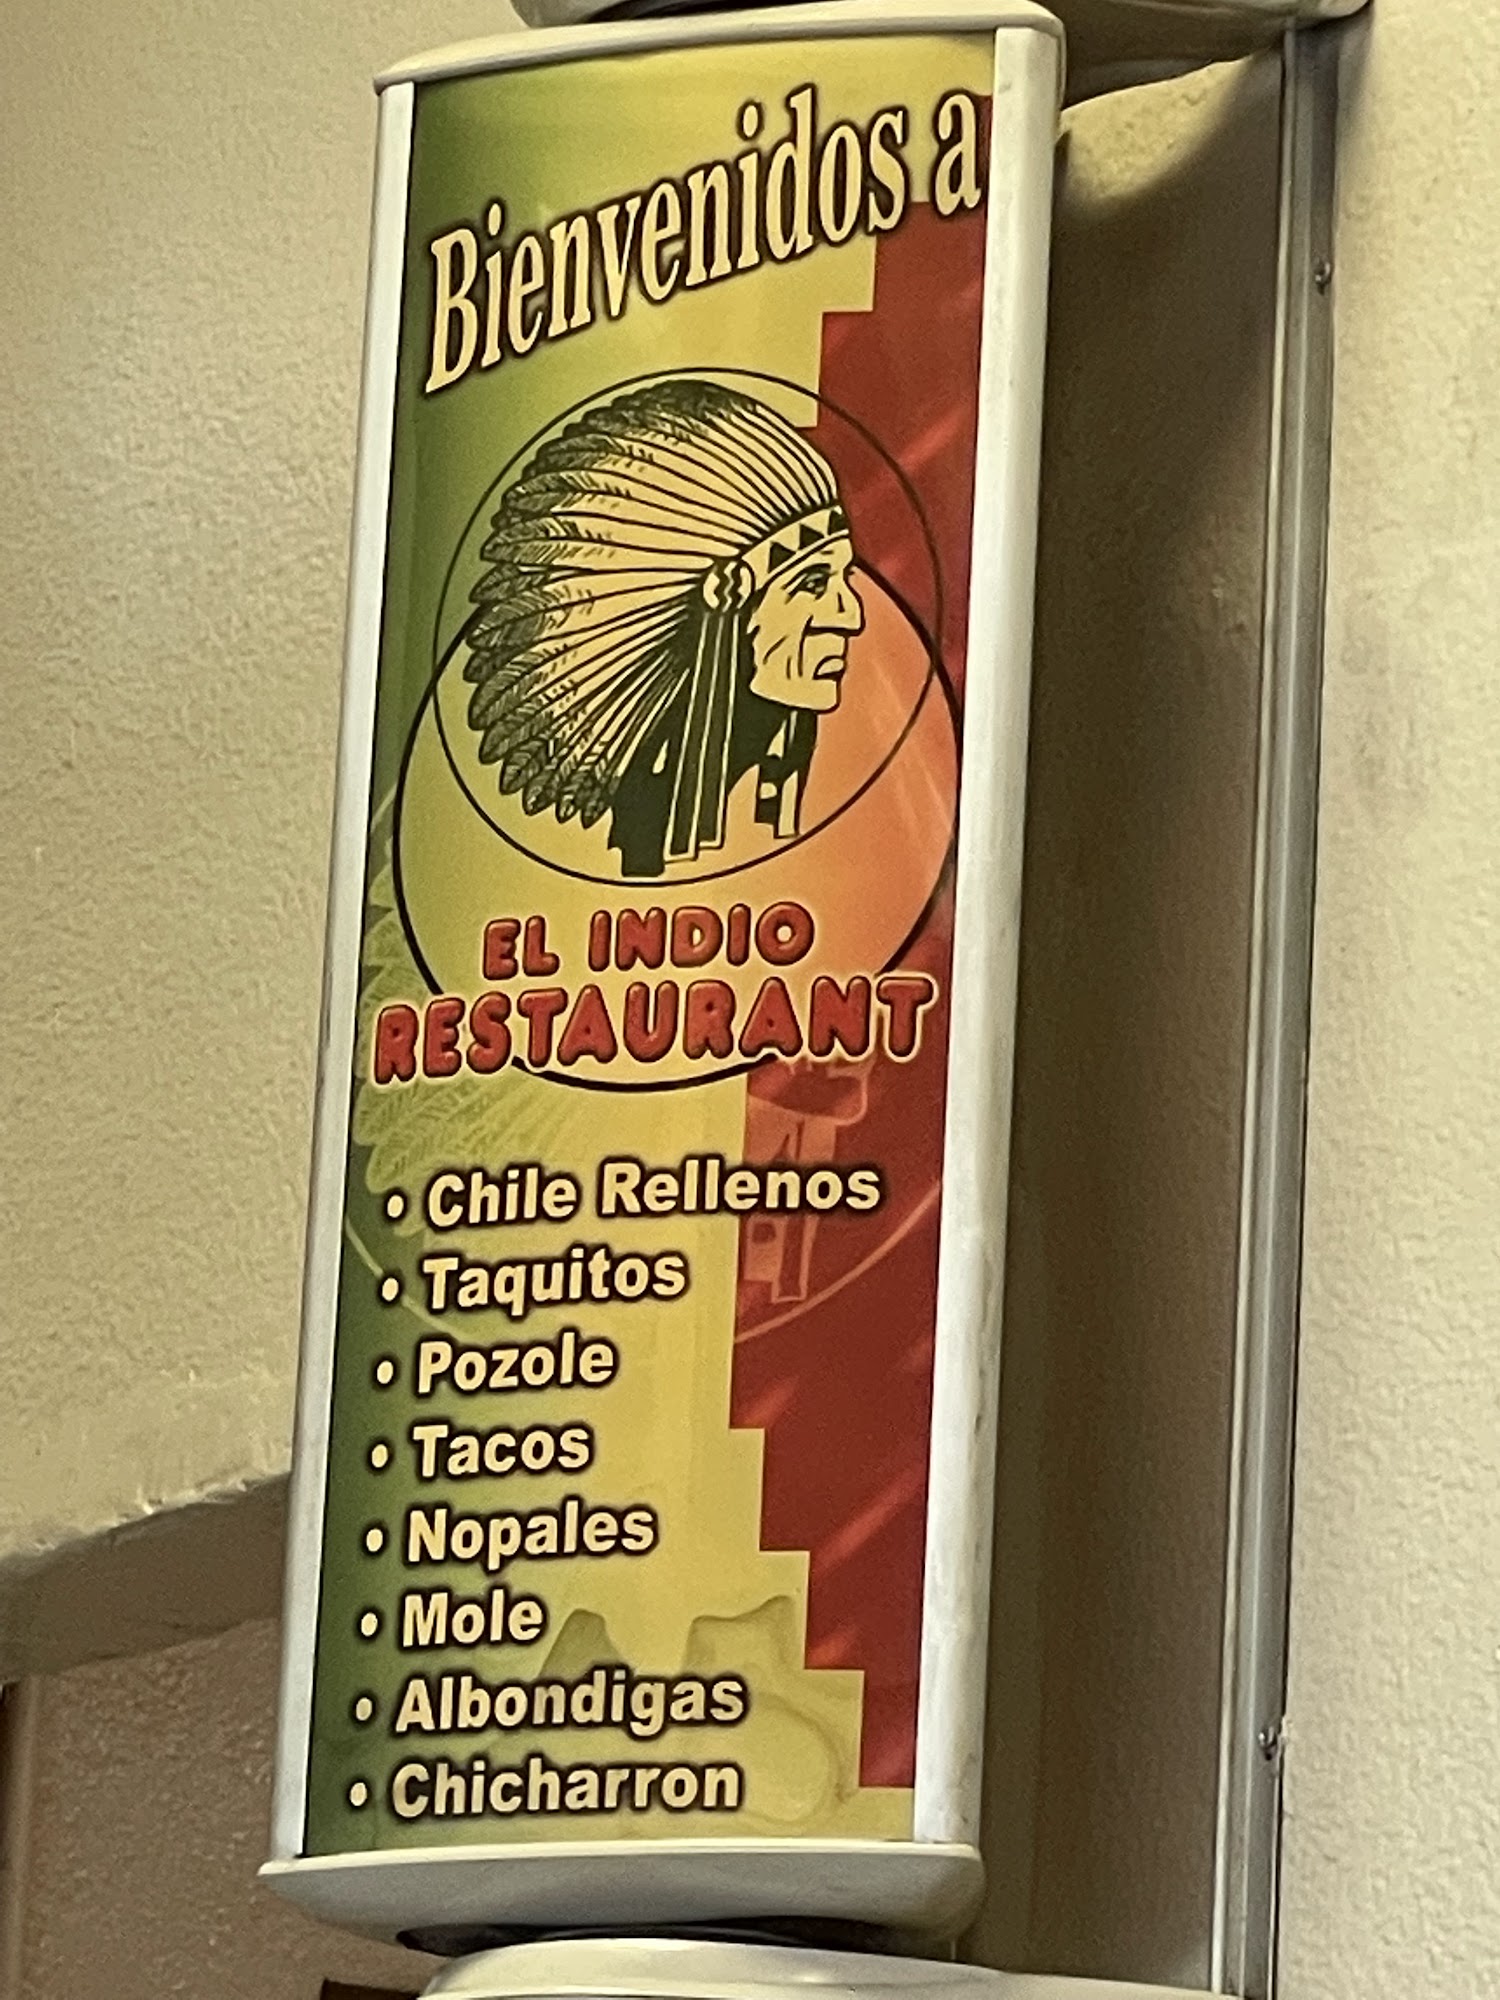 Bienvenidos a
EL INDIO
RESTAURANT
• Chile Rellenos
• Taquitos
• Pozole
• Tacos
• Nopales
• Mole
• Albondigas
• Chicharron